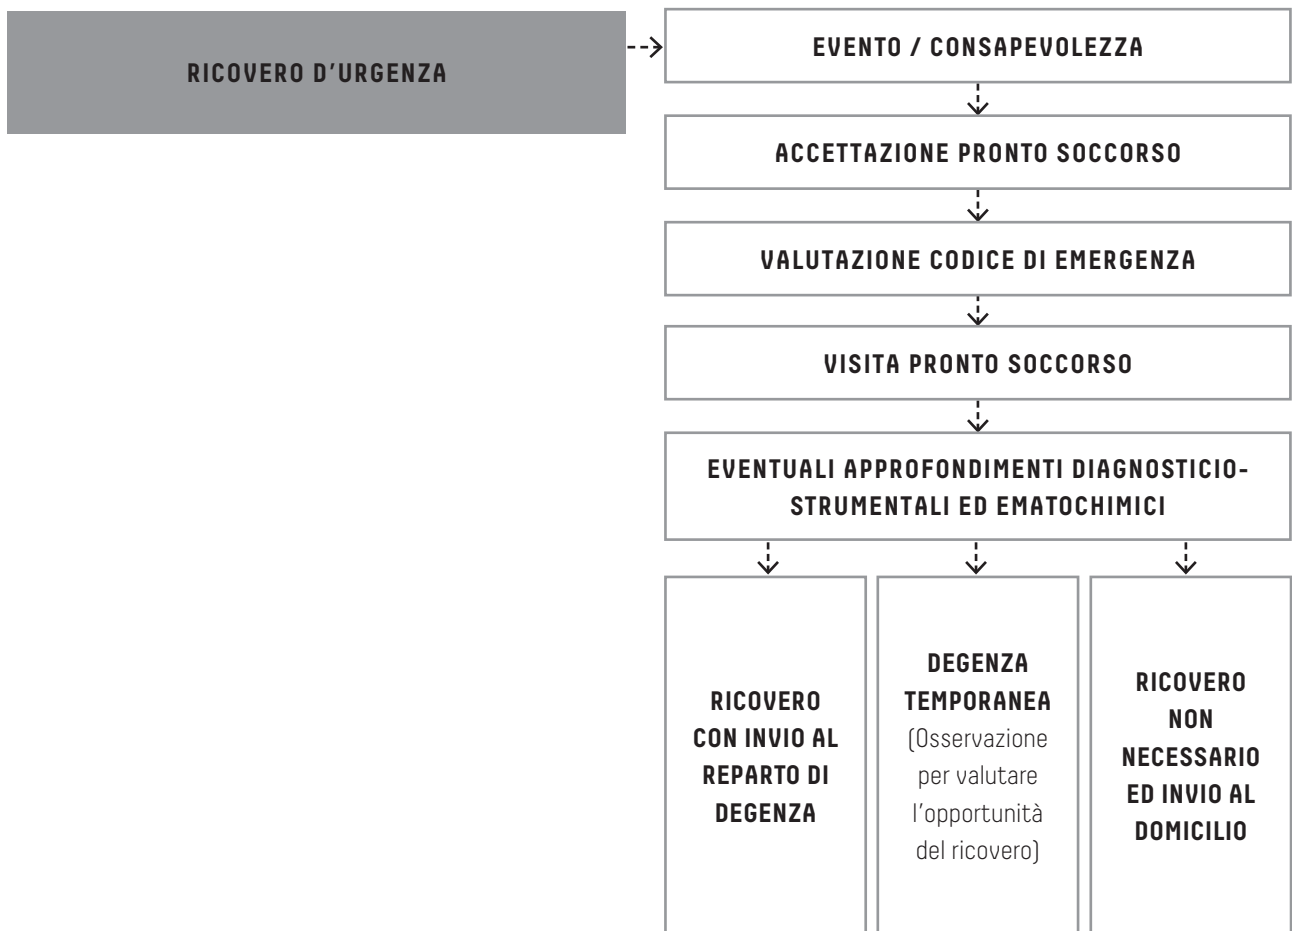 RICOVERO D'URGENZA
EVENTO / CONSAPEVOLEZZA
ACCETTAZIONE PRONTO SOCCORSO
VALUTAZIONE CODICE DI EMERGENZA
VISITA PRONTO SOCCORSO
EVENTUALI APPROFONDIMENTI DIAGNOSTICIO-
STRUMENTALI ED EMATOCHIMICI
RICOVERO
CON INVIO AL
REPARTO DI
DEGENZA
DEGENZA
TEMPORANEA
(Osservazione
per valutare
l'opportunità
del ricovero)
RICOVERO
NON
NECESSARIO
ED INVIO AL
DOMICILIO